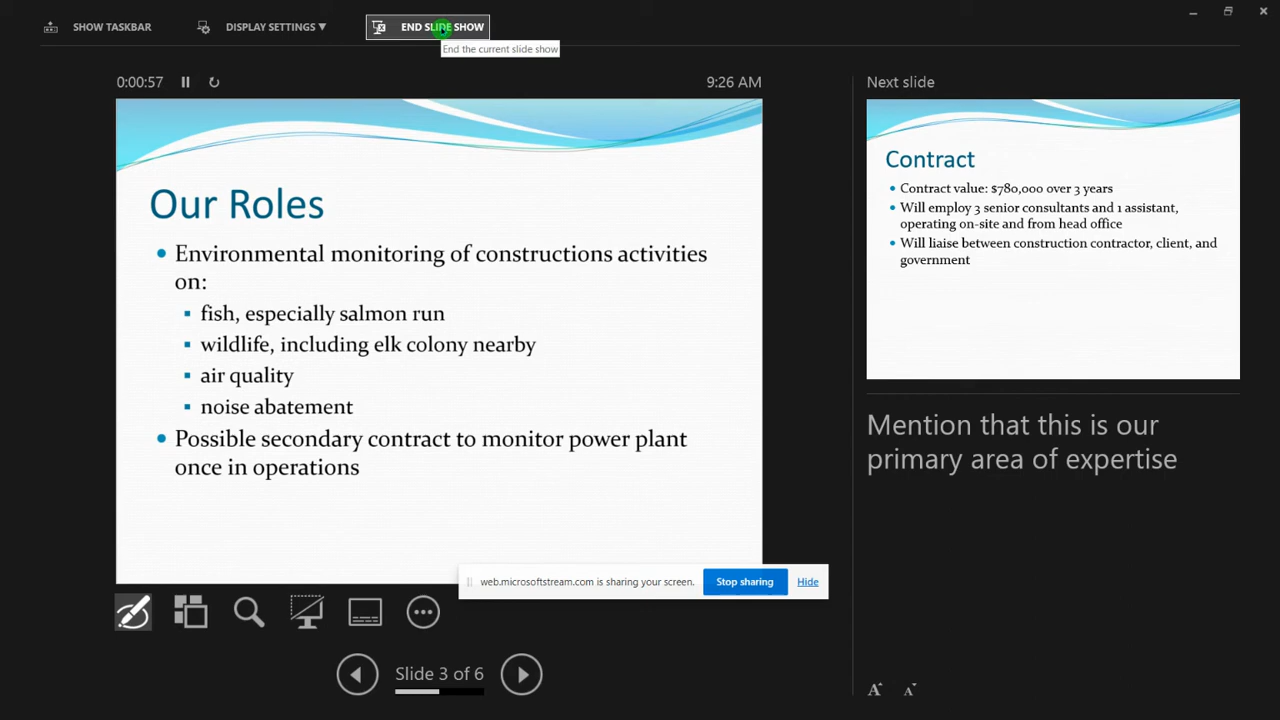 SHOW TASKBAR
DISPLAY SETTINGS ▼
END SLIDE SHOW
End the current slide show
0:00:57
9:26 AM
Our Roles
• Environmental monitoring of constructions activities
on:
▪ fish, especially salmon run
▪ wildlife, including elk colony nearby
▪ air quality
▪ noise abatement
• Possible secondary contract to monitor power plant
once in operations
web.microsoftstream.com is sharing your screen.
Stop sharing
Hide
Slide 3 of 6
Next slide
Contract
• Contract value: $780,000 over 3 years
• Will employ 3 senior consultants and 1 assistant,
operating on-site and from head office
• Will liaise between construction contractor, client, and
government
Mention that this is our
primary area of expertise
A A